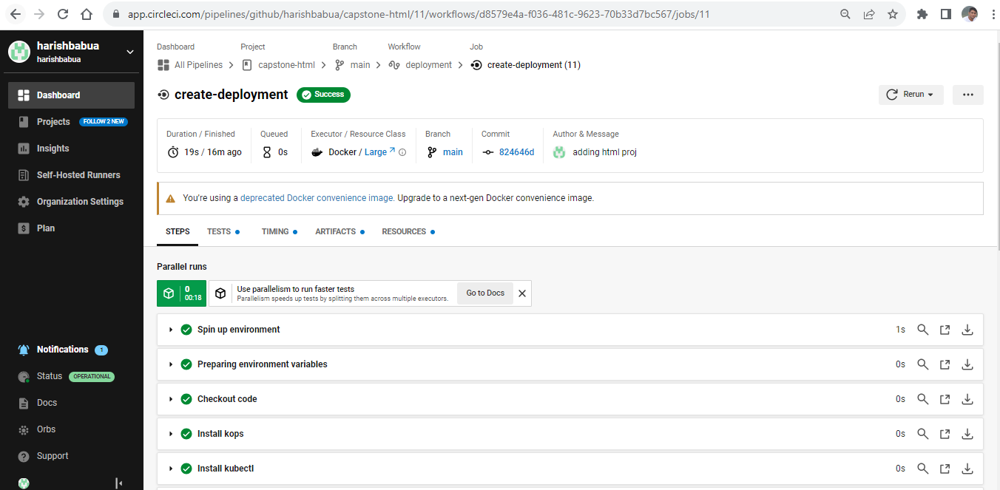 app.circleci.com/pipelines/github/harishbabua/capstone-html/11/workflows/d8579e4a-f036-481c-9623-70b33d7bc567/jobs/11
harishbabua
harishbabua
Dashboard
Projects FOLLOW 2 NEW
Insights
Self-Hosted Runners
Organization Settings
Plan
Notifications 1
Status OPERATIONAL
Docs
Orbs
Support
Dashboard Project Branch Workflow Job
All Pipelines capstone-html main deployment create-deployment (11)
create-deployment Success
Rerun
Duration / Finished Queued Executor / Resource Class Branch Commit Author & Message
19s / 16m ago 0s Docker / Large main 824646d adding html proj
You're using a deprecated Docker convenience image. Upgrade to a next-gen Docker convenience image.
STEPS TESTS TIMING ARTIFACTS RESOURCES
Parallel runs
0
00:18
Use parallelism to run faster tests
Parallelism speeds up tests by splitting them across multiple executors.
Go to Docs
Spin up environment 1s
Preparing environment variables 0s
Checkout code 0s
Install kops 0s
Install kubectl 0s